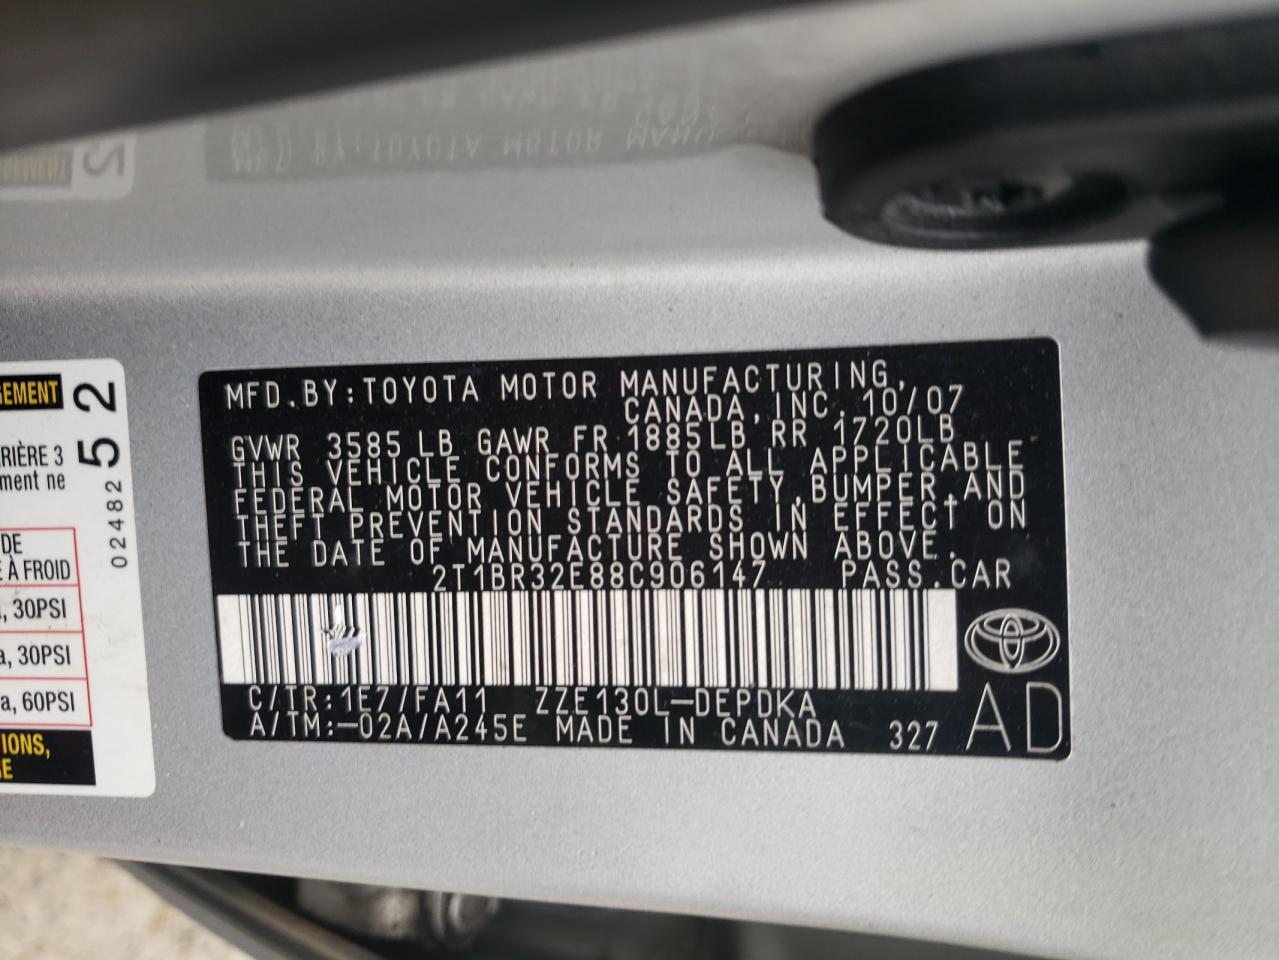 MFD.BY:TOYOTA MOTOR MANUFACTURING,
CANADA,INC. 10/07
GVWR 3585 LB GAWR FR 1885LB RR 1720LB
THIS VEHICLE CONFORMS TO ALL APPLICABLE
FEDERAL MOTOR VEHICLE SAFETY,BUMPER,AND
THEFT PREVENTION STANDARDS IN EFFECT ON
THE DATE OF MANUFACTURE SHOWN ABOVE.
2T1BR32E88C906147 PASS.CAR
C/TR:1E7/FA11 ZZE130L-DEPDKA
A/TM:-02A/A245E MADE IN CANADA 327
AD
RIÈRE 3
ment ne
DE
À FROID
30PSI
a, 30PSI
a, 60PSI
02482
52